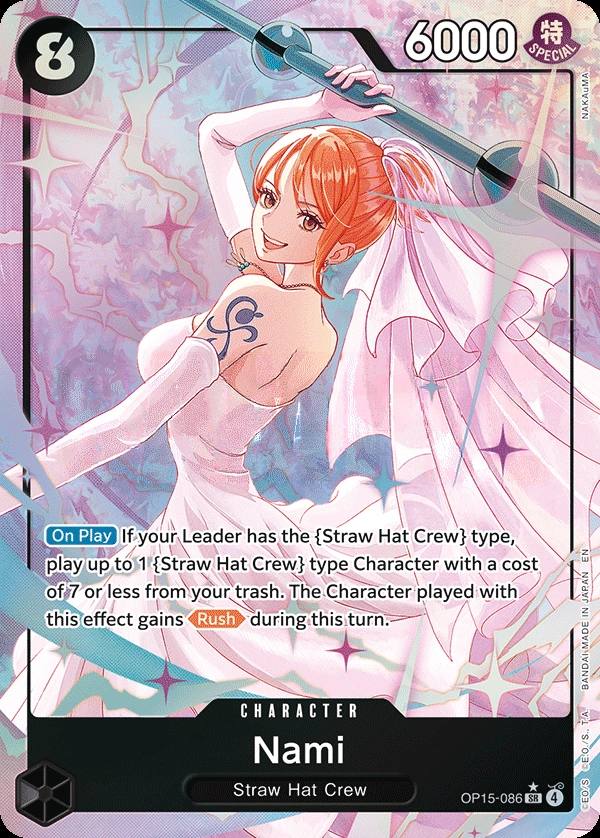 8
6000
特
SPECIAL
NAKAuMA
On Play If your Leader has the {Straw Hat Crew} type,
play up to 1 {Straw Hat Crew} type Character with a cost
of 7 or less from your trash. The Character played with
this effect gains Rush during this turn.
CHARACTER
Nami
Straw Hat Crew
OP15-086 ★ SR 4
©E.O./S. ©E.O./S., T.A. BANDAI MADE IN JAPAN EN